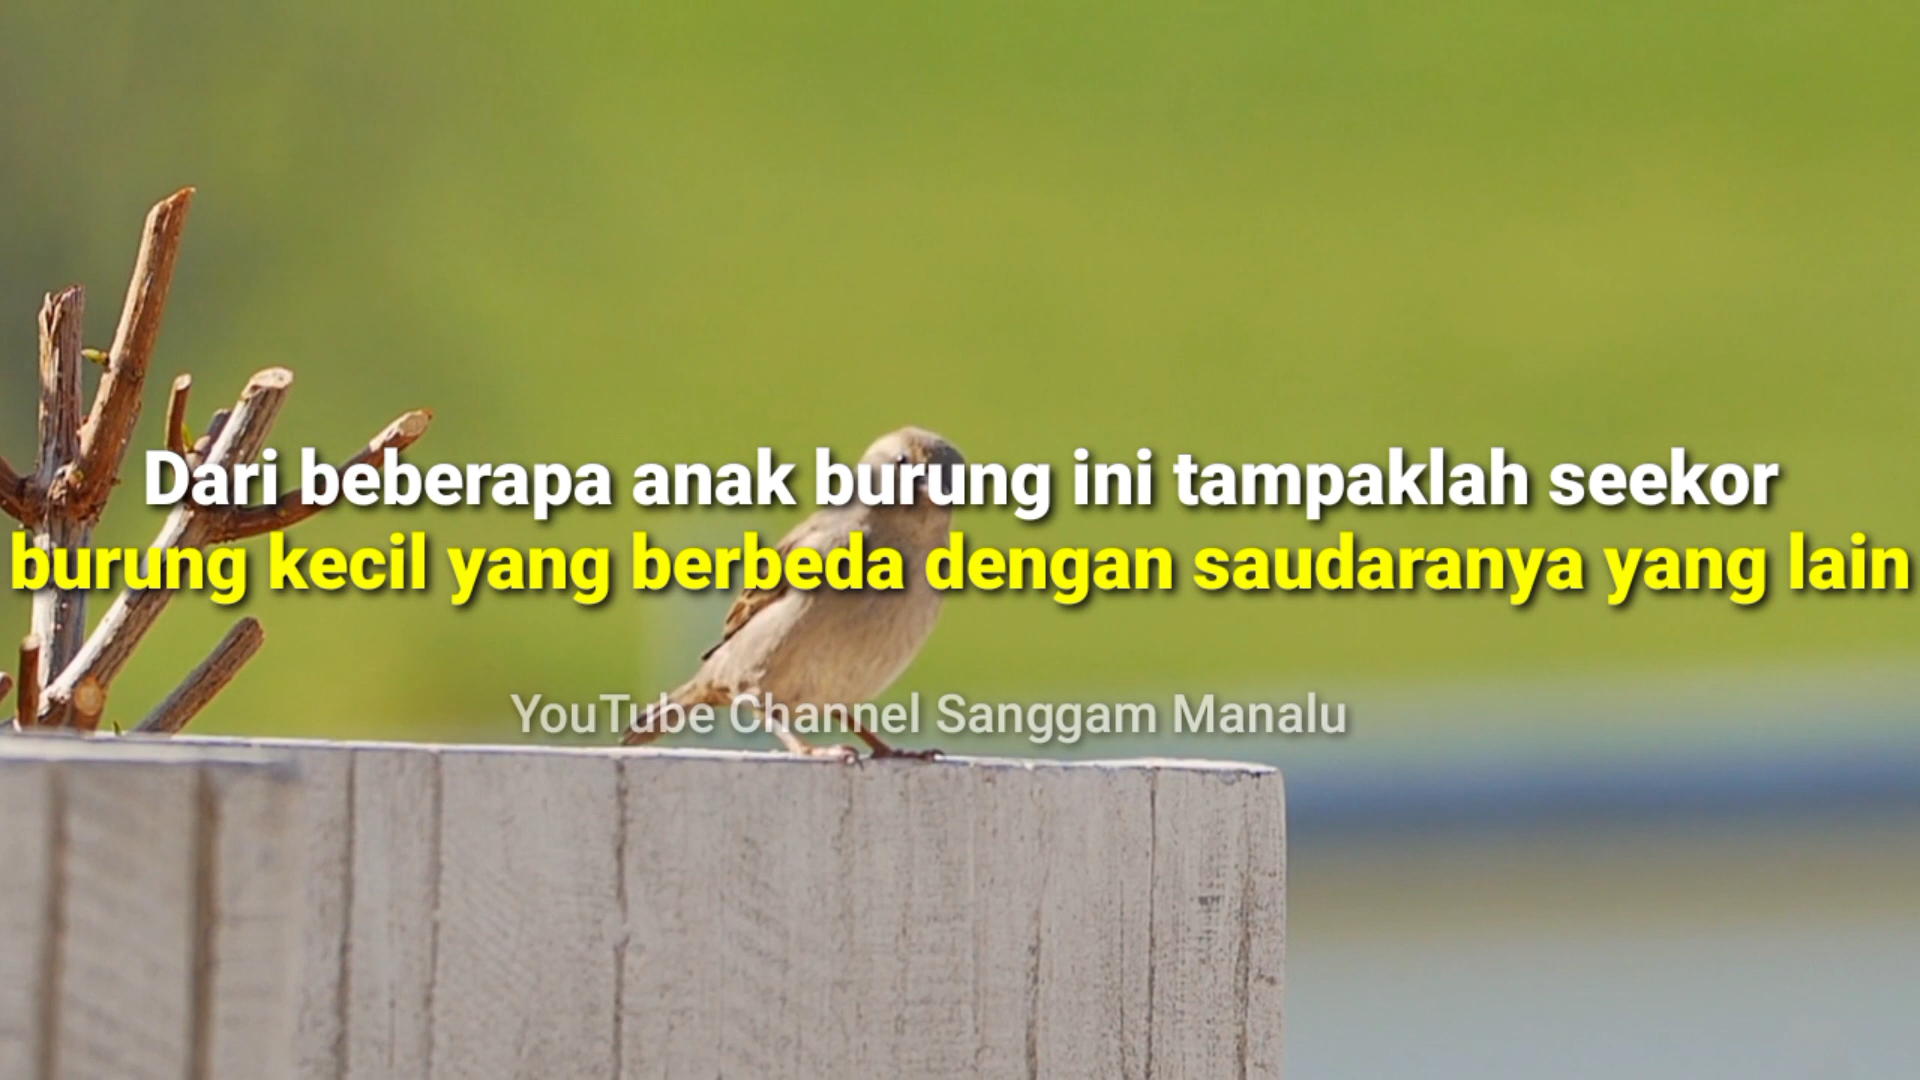 Dari beberapa anak burung ini tampaklah seekor
burung kecil yang berbeda dengan saudaranya yang lain
YouTube Channel Sanggam Manalu